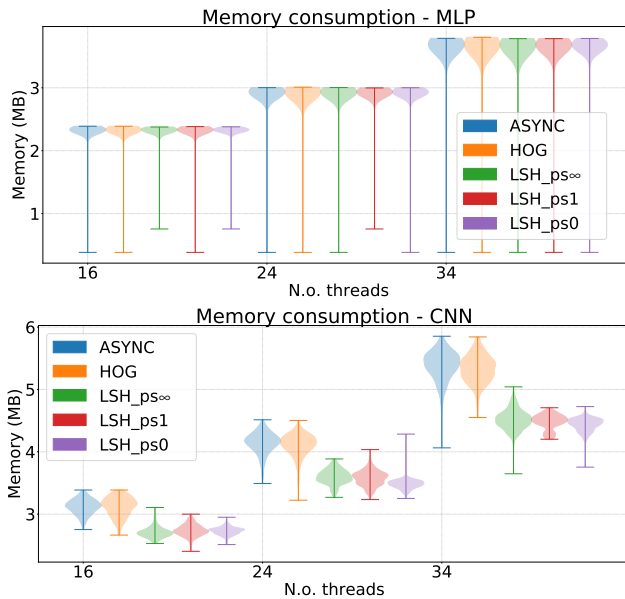 Memory consumption - MLP
Memory (MB)
3
2
1
ASYNC
HOG
LSH_ps∞
LSH_ps1
LSH_ps0
16
24
34
N.o. threads
Memory consumption - CNN
Memory (MB)
6
5
4
3
ASYNC
HOG
LSH_ps∞
LSH_ps1
LSH_ps0
16
24
34
N.o. threads